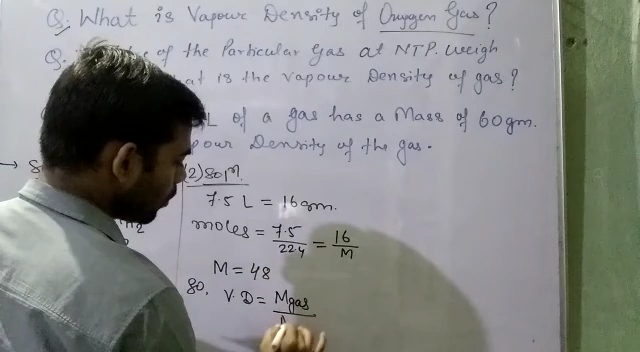 Q. What is Vapour Density of Oxygen Gas?
Q. of the Particular Gas at NTP. weigh
at is the Vapour Density of gas?
L of a gas has a Mass of 60gm.
pour Density of the gas.
→ S
(2) Soln.
7.5 L = 16gm.
moles = 7.5/22.4 = 16/M
M = 48
So. V.D = Mgas